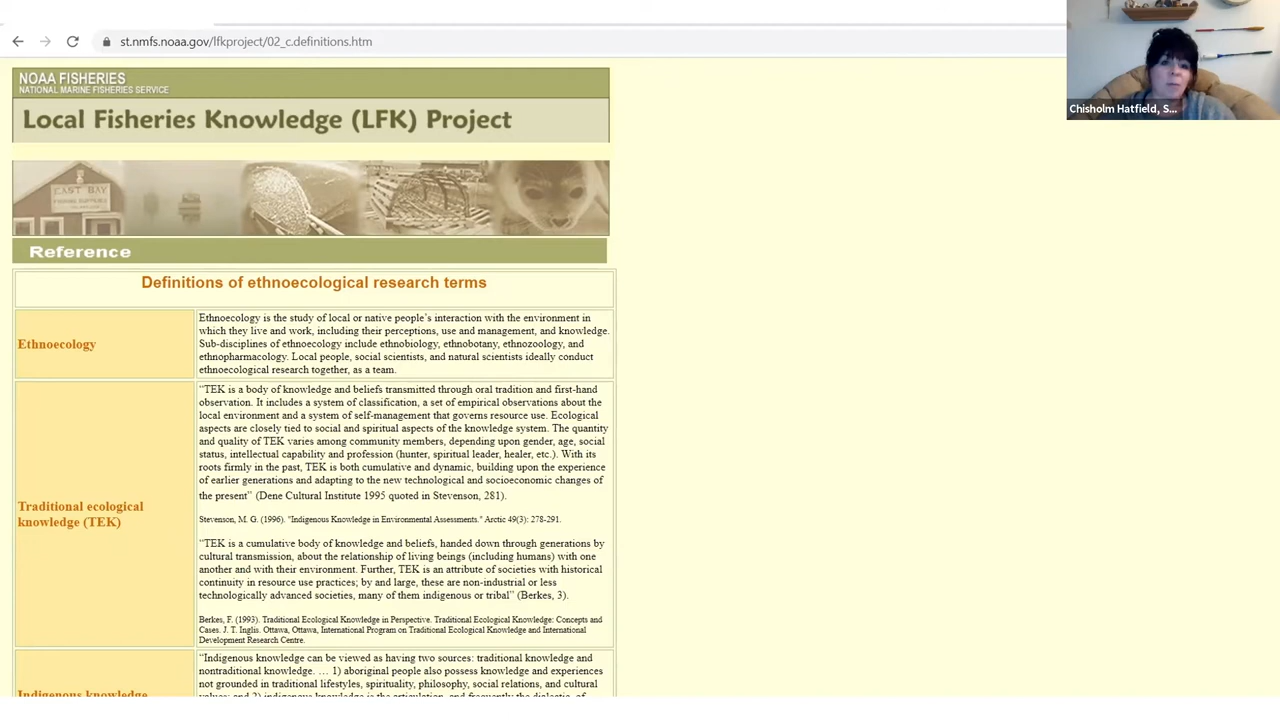 st.nmfs.noaa.gov/lfkproject/02_c.definitions.htm
Chisholm Hatfield, S...
NOAA FISHERIES
NATIONAL MARINE FISHERIES SERVICE
Local Fisheries Knowledge (LFK) Project
EAST BAY
Reference
Definitions of ethnoecological research terms
Ethnoecology
Ethnoecology is the study of local or native people's interaction with the environment in
which they live and work, including their perceptions, use and management, and knowledge.
Sub-disciplines of ethnoecology include ethnobiology, ethnobotany, ethnozoology, and
ethnopharmacology. Local people, social scientists, and natural scientists ideally conduct
ethnoecological research together, as a team.
Traditional ecological
knowledge (TEK)
“TEK is a body of knowledge and beliefs transmitted through oral tradition and first-hand
observation. It includes a system of classification, a set of empirical observations about the
local environment and a system of self-management that governs resource use. Ecological
aspects are closely tied to social and spiritual aspects of the knowledge system. The quantity
and quality of TEK varies among community members, depending upon gender, age, social
status, intellectual capability and profession (hunter, spiritual leader, healer, etc.). With its
roots firmly in the past, TEK is both cumulative and dynamic, building upon the experience
of earlier generations and adapting to the new technological and socioeconomic changes of
the present” (Dene Cultural Institute 1995 quoted in Stevenson, 281).
Stevenson, M. G. (1996). "Indigenous Knowledge in Environmental Assessments." Arctic 49(3): 278-291.
“TEK is a cumulative body of knowledge and beliefs, handed down through generations by
cultural transmission, about the relationship of living beings (including humans) with one
another and with their environment. Further, TEK is an attribute of societies with historical
continuity in resource use practices; by and large, these are non-industrial or less
technologically advanced societies, many of them indigenous or tribal” (Berkes, 3).
Berkes, F. (1993). Traditional Ecological Knowledge in Perspective. Traditional Ecological Knowledge: Concepts and
Cases. J. T. Inglis. Ottawa, Ottawa, International Program on Traditional Ecological Knowledge and International
Development Research Centre.
Indigenous knowledge
“Indigenous knowledge can be viewed as having two sources: traditional knowledge and
nontraditional knowledge. … 1) aboriginal people also possess knowledge and experiences
not grounded in traditional lifestyles, spirituality, philosophy, social relations, and cultural
values; and 2) indigenous knowledge is the articulation, and frequently the dialectic, of